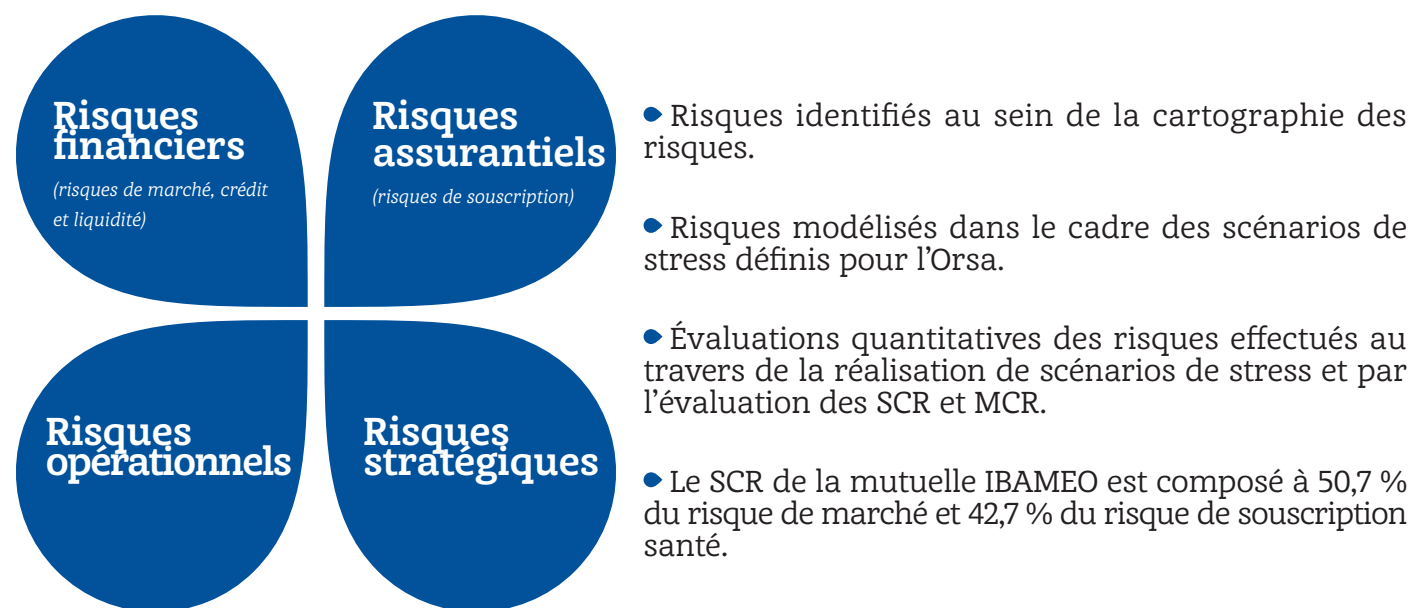 Risques
financiers
(risques de marché, crédit
et liquidité)
Risques
assurantiels
(risques de souscription)
Risques
opérationnels
Risques
stratégiques
Risques identifiés au sein de la cartographie des
risques.
Risques modélisés dans le cadre des scénarios de
stress définis pour l’Orsa.
Évaluations quantitatives des risques effectués au
travers de la réalisation de scénarios de stress et par
l’évaluation des SCR et MCR.
Le SCR de la mutuelle IBAMEO est composé à 50,7 %
du risque de marché et 42,7 % du risque de souscription
santé.